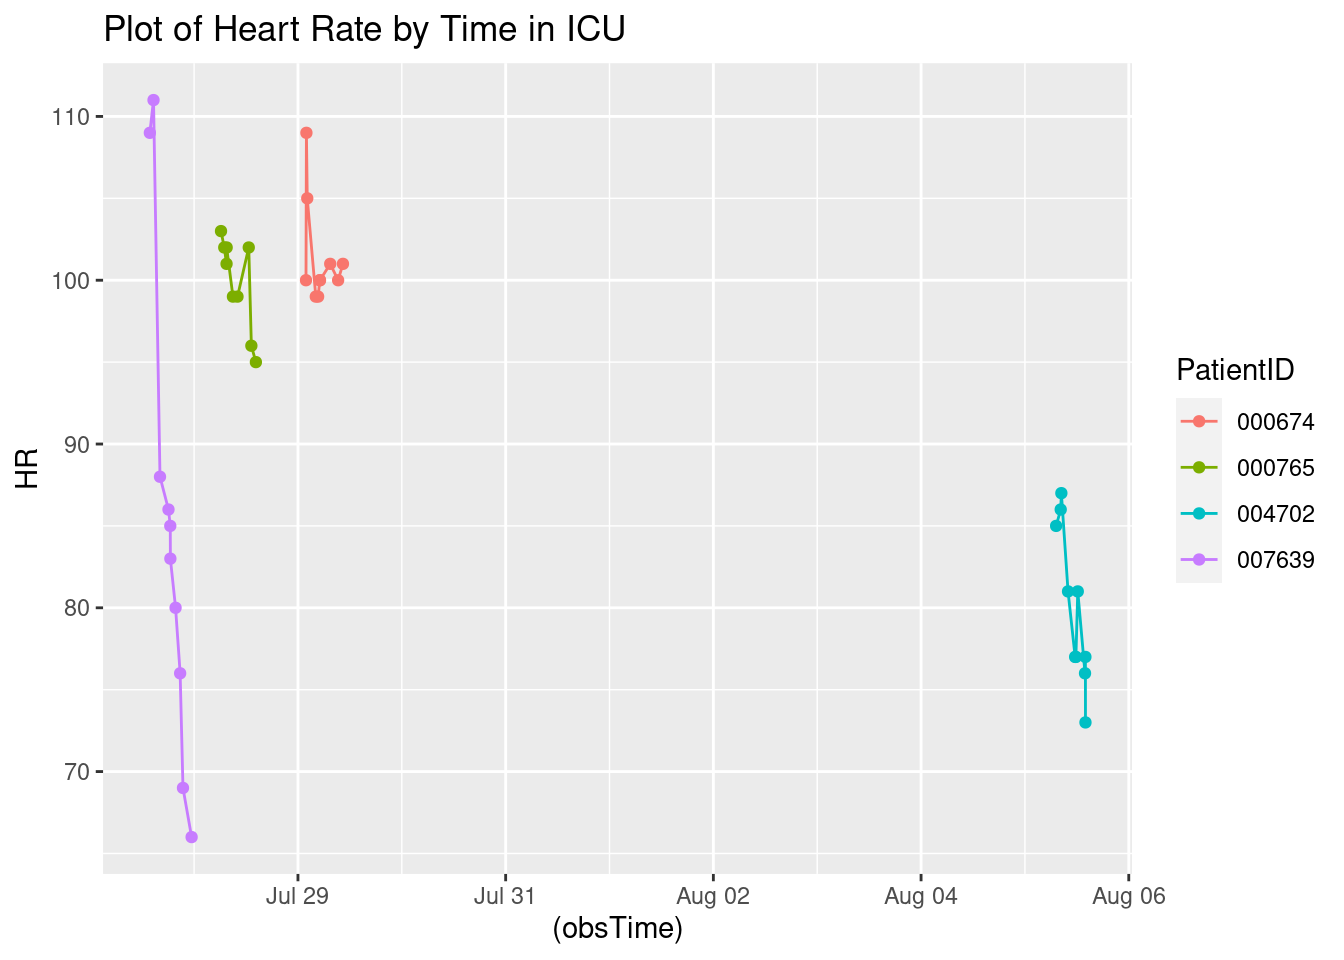 Plot of Heart Rate by Time in ICU
110
100
90
80
70
HR
Jul 29 Jul 31 Aug 02 Aug 04 Aug 06
(obsTime)
PatientID
000674
000765
004702
007639